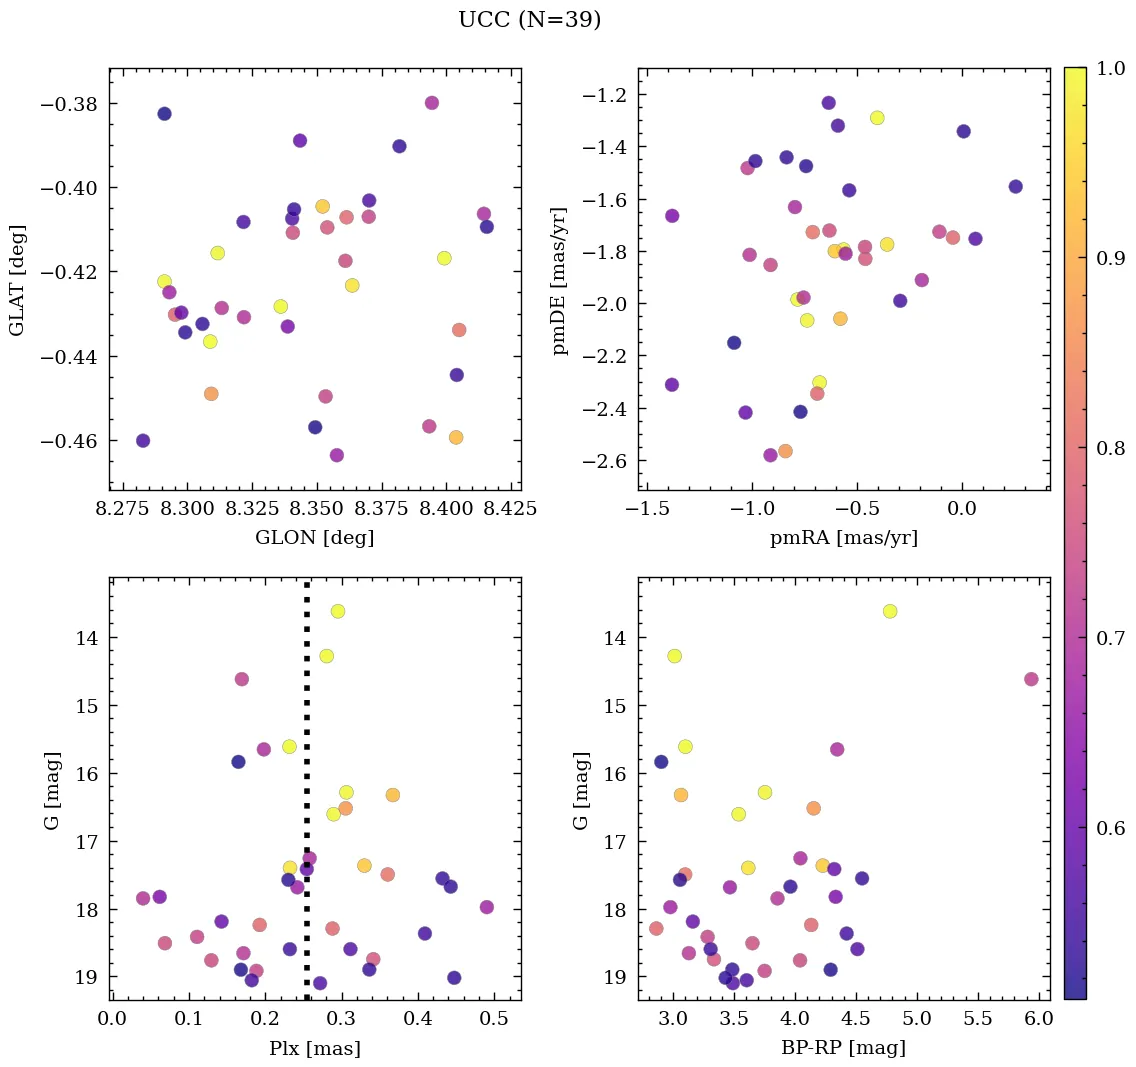 UCC (N=39)
−0.38
−0.40
−0.42
−0.44
−0.46
GLAT [deg]
8.275 8.300 8.325 8.350 8.375 8.400 8.425
GLON [deg]
−1.2
−1.4
−1.6
−1.8
−2.0
−2.2
−2.4
−2.6
pmDE [mas/yr]
−1.5 −1.0 −0.5 0.0
pmRA [mas/yr]
14
15
16
17
18
19
G [mag]
0.0 0.1 0.2 0.3 0.4 0.5
Plx [mas]
14
15
16
17
18
19
G [mag]
3.0 3.5 4.0 4.5 5.0 5.5 6.0
BP-RP [mag]
1.0
0.9
0.8
0.7
0.6